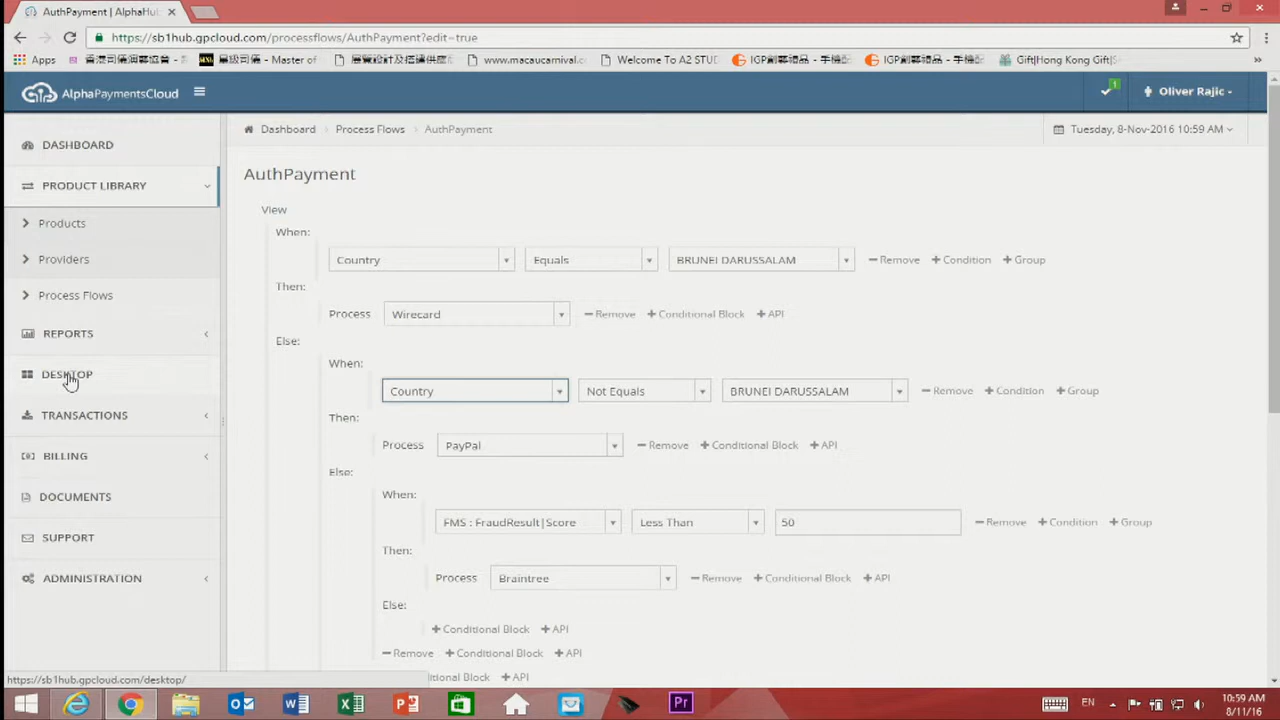 AuthPayment | AlphaHu
https://sb1hub.gpcloud.com/processflows/AuthPayment?edit=true
Apps
- Master of
www.macaucarnival.c
Welcome To A2 STUD
Gift|Hong Kong Gift|S
»
AlphaPaymentsCloud
1
Oliver Rajic
DASHBOARD
Dashboard
Process Flows
AuthPayment
Tuesday, 8-Nov-2016 10:59 AM
PRODUCT LIBRARY
AuthPayment
Products
View
When:
Providers
Country
Equals
BRUNEI DARUSSALAM
Remove
Condition
Group
Then:
Process Flows
Process
Wirecard
Remove
Conditional Block
API
REPORTS
Else:
When:
DESKTOP
Country
Not Equals
BRUNEI DARUSSALAM
Remove
Condition
Group
TRANSACTIONS
Then:
Process
PayPal
Remove
Conditional Block
API
BILLING
Else:
When:
DOCUMENTS
FMS : FraudResult|Score
Less Than
50
Remove
Condition
Group
SUPPORT
Then:
ADMINISTRATION
Process
Braintree
Remove
Conditional Block
API
Else:
Conditional Block
API
Remove
Conditional Block
API
https://sb1hub.gpcloud.com/desktop/
ditional Block
API
EN
10:59 AM
8/11/16